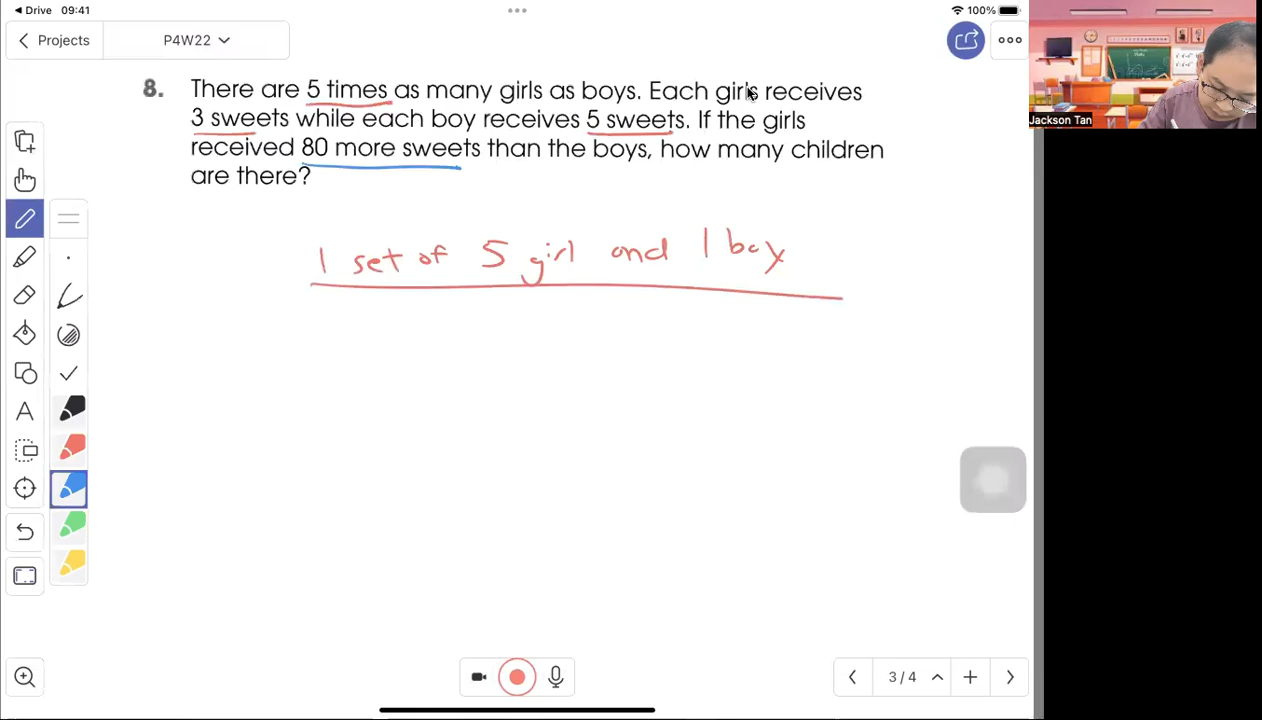 Drive 09:41
100%
Projects
P4W22
8. There are 5 times as many girls as boys. Each girls receives
3 sweets while each boy receives 5 sweets. If the girls
received 80 more sweets than the boys, how many children
are there?
1 set of 5 girl and 1 boy
Jackson Tan
A
3 / 4